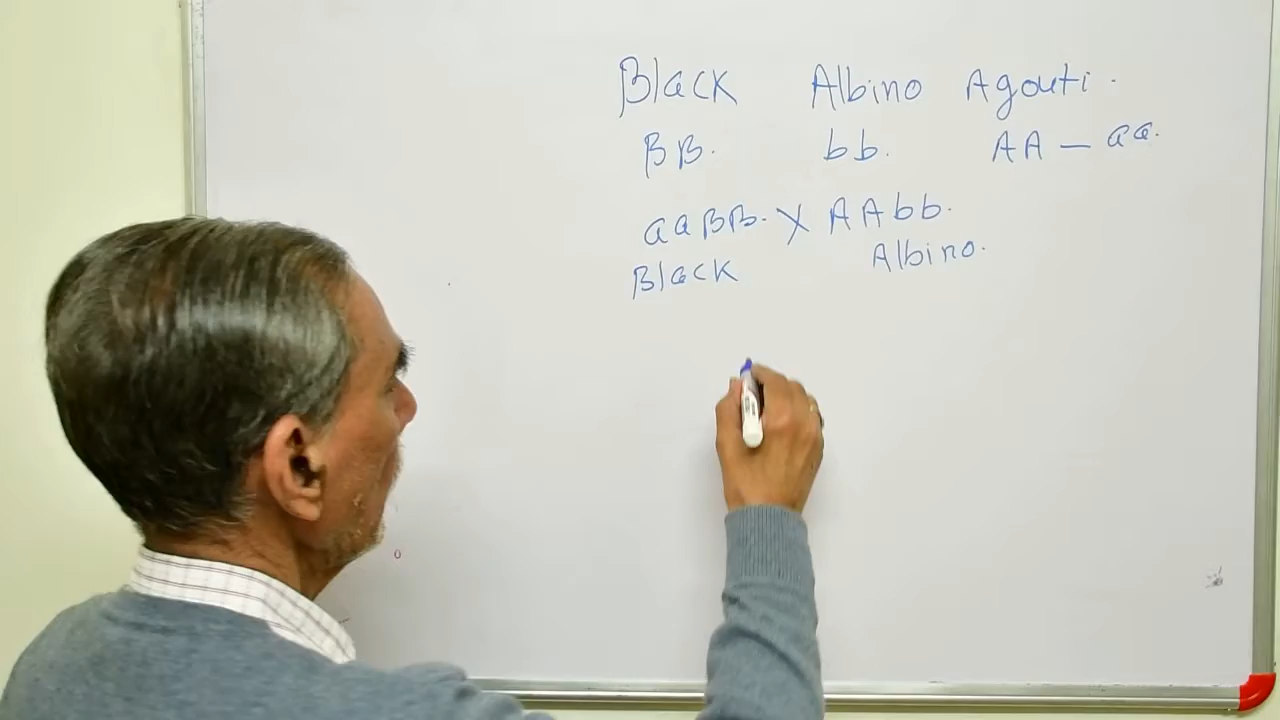 Black Albino Agouti.
BB. bb. AA - aa.
aaBB. X AAbb.
Black Albino.